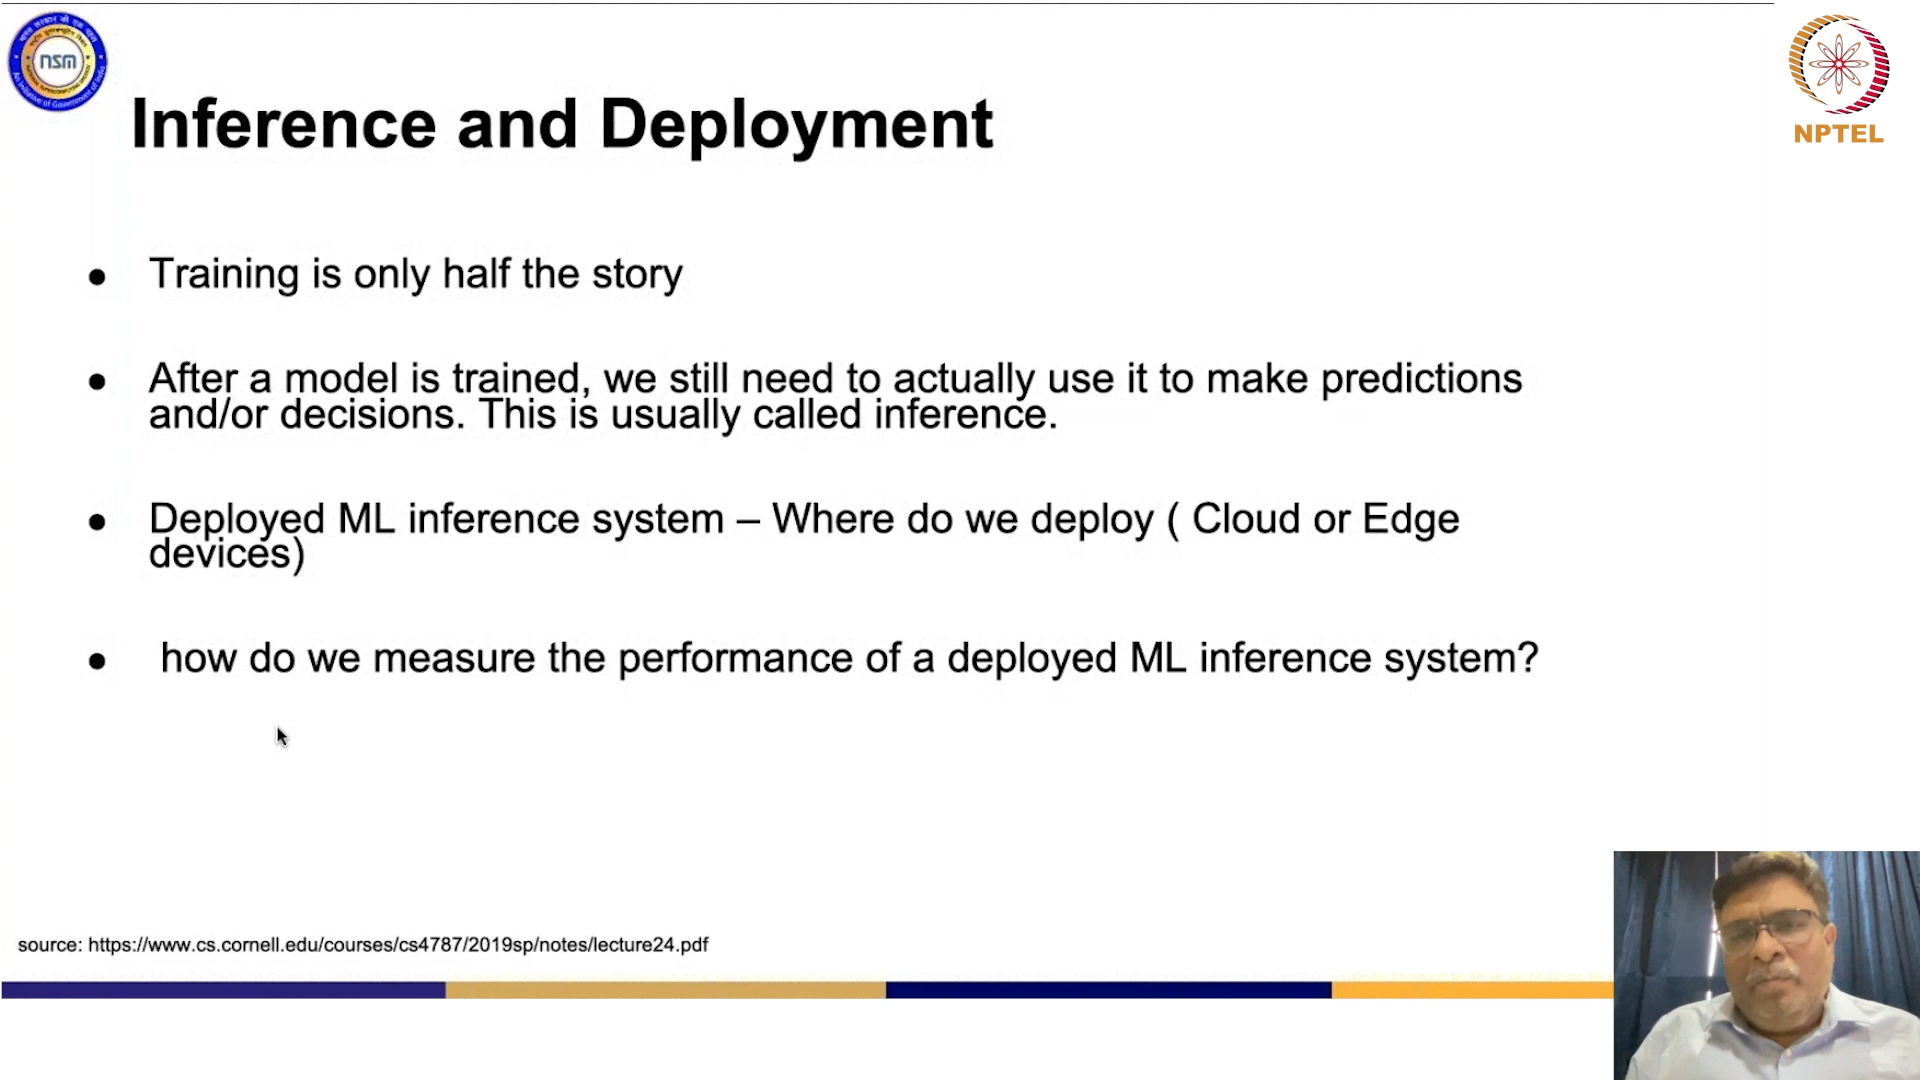 nsm
NPTEL
Inference and Deployment
● Training is only half the story
● After a model is trained, we still need to actually use it to make predictions
and/or decisions. This is usually called inference.
● Deployed ML inference system – Where do we deploy ( Cloud or Edge
devices)
● how do we measure the performance of a deployed ML inference system?
source: https://www.cs.cornell.edu/courses/cs4787/2019sp/notes/lecture24.pdf